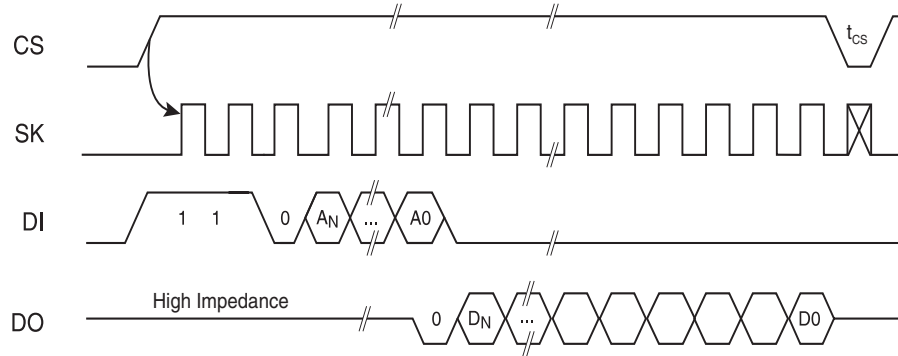 CS
t_CS
SK
DI
1 1 0 A_N ... A0
High Impedance
DO
0 D_N ... D0